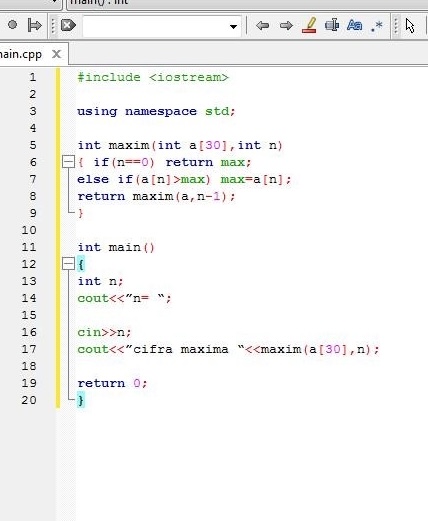 main() : int
main.cpp X
1 #include <iostream>
2
3 using namespace std;
4
5 int maxim(int a[30],int n)
6 { if(n==0) return max;
7 else if(a[n]>max) max=a[n];
8 return maxim(a,n-1);
9 }
10
11 int main()
12 {
13 int n;
14 cout<<”n= “;
15
16 cin>>n;
17 cout<<”cifra maxima “<<maxim(a[30],n);
18
19 return 0;
20 }